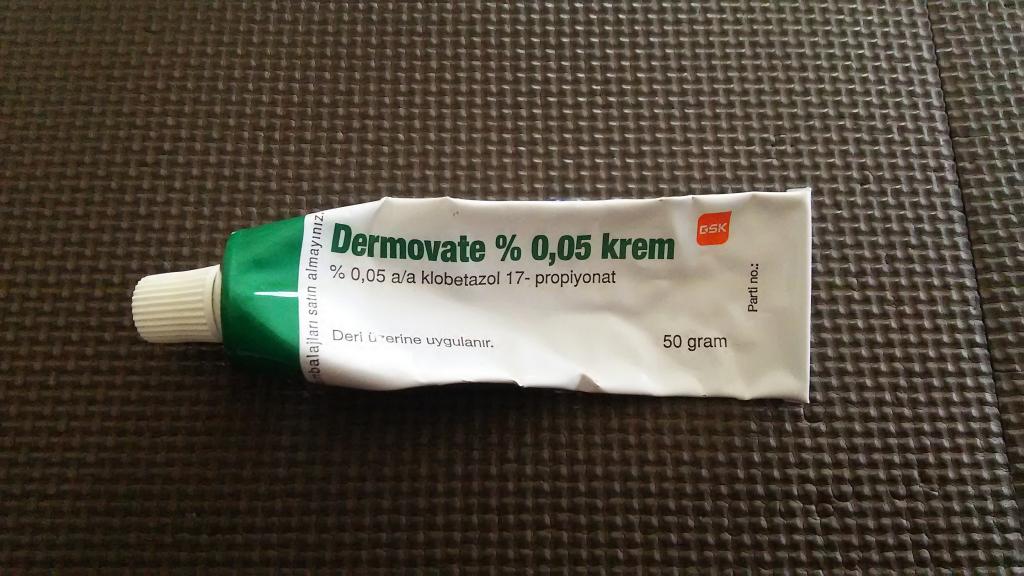 Dermovate % 0,05 krem
% 0,05 a/a klobetazol 17- propiyonat
Deri üzerine uygulanır.
50 gram
GSK
Parti no.:
satın almayınız.